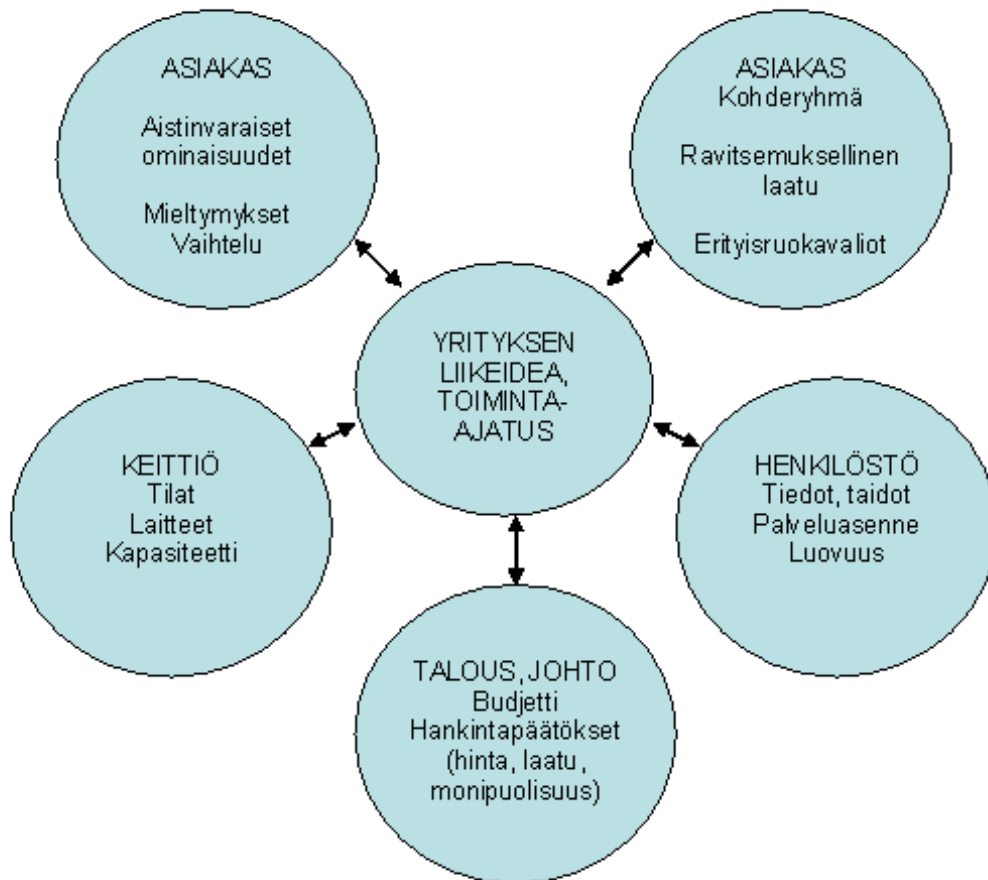 ASIAKAS
Aistinvaraiset
ominaisuudet
Mieltymykset
Vaihtelu
ASIAKAS
Kohderyhmä
Ravitsemuksellinen
laatu
Erityisruokavaliot
YRITYKSEN
LIIKEIDEA,
TOIMINTA-
AJATUS
KEITTIÖ
Tilat
Laitteet
Kapasiteetti
HENKILÖSTÖ
Tiedot, taidot
Palveluasenne
Luovuus
TALOUS, JOHTO
Budjetti
Hankintapäätökset
(hinta, laatu,
monipuolisuus)